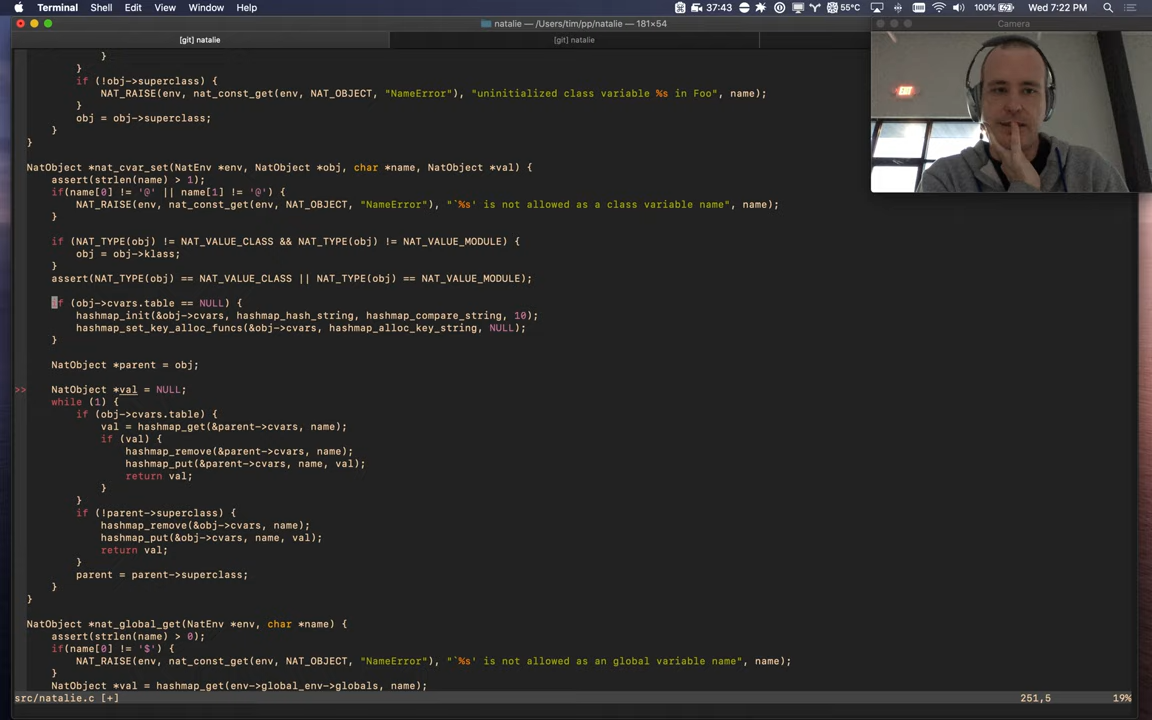 Terminal Shell Edit View Window Help 37:43 55°C 100% Wed 7:22 PM
natalie — /Users/tim/pp/natalie — 181×54
Camera
[git] natalie [git] natalie
}
}
if (!obj->superclass) {
NAT_RAISE(env, nat_const_get(env, NAT_OBJECT, "NameError"), "uninitialized class variable %s in Foo", name);
}
obj = obj->superclass;
}
}
NatObject *nat_cvar_set(NatEnv *env, NatObject *obj, char *name, NatObject *val) {
assert(strlen(name) > 1);
if(name[0] != '@' || name[1] != '@') {
NAT_RAISE(env, nat_const_get(env, NAT_OBJECT, "NameError"), "`%s' is not allowed as a class variable name", name);
}
if (NAT_TYPE(obj) != NAT_VALUE_CLASS && NAT_TYPE(obj) != NAT_VALUE_MODULE) {
obj = obj->klass;
}
assert(NAT_TYPE(obj) == NAT_VALUE_CLASS || NAT_TYPE(obj) == NAT_VALUE_MODULE);
if (obj->cvars.table == NULL) {
hashmap_init(&obj->cvars, hashmap_hash_string, hashmap_compare_string, 10);
hashmap_set_key_alloc_funcs(&obj->cvars, hashmap_alloc_key_string, NULL);
}
NatObject *parent = obj;
>> NatObject *val = NULL;
while (1) {
if (obj->cvars.table) {
val = hashmap_get(&parent->cvars, name);
if (val) {
hashmap_remove(&parent->cvars, name);
hashmap_put(&parent->cvars, name, val);
return val;
}
}
if (!parent->superclass) {
hashmap_remove(&obj->cvars, name);
hashmap_put(&obj->cvars, name, val);
return val;
}
parent = parent->superclass;
}
}
NatObject *nat_global_get(NatEnv *env, char *name) {
assert(strlen(name) > 0);
if(name[0] != '$') {
NAT_RAISE(env, nat_const_get(env, NAT_OBJECT, "NameError"), "`%s' is not allowed as an global variable name", name);
}
NatObject *val = hashmap_get(env->global_env->globals, name);
src/natalie.c [+] 251,5 19%
EXIT